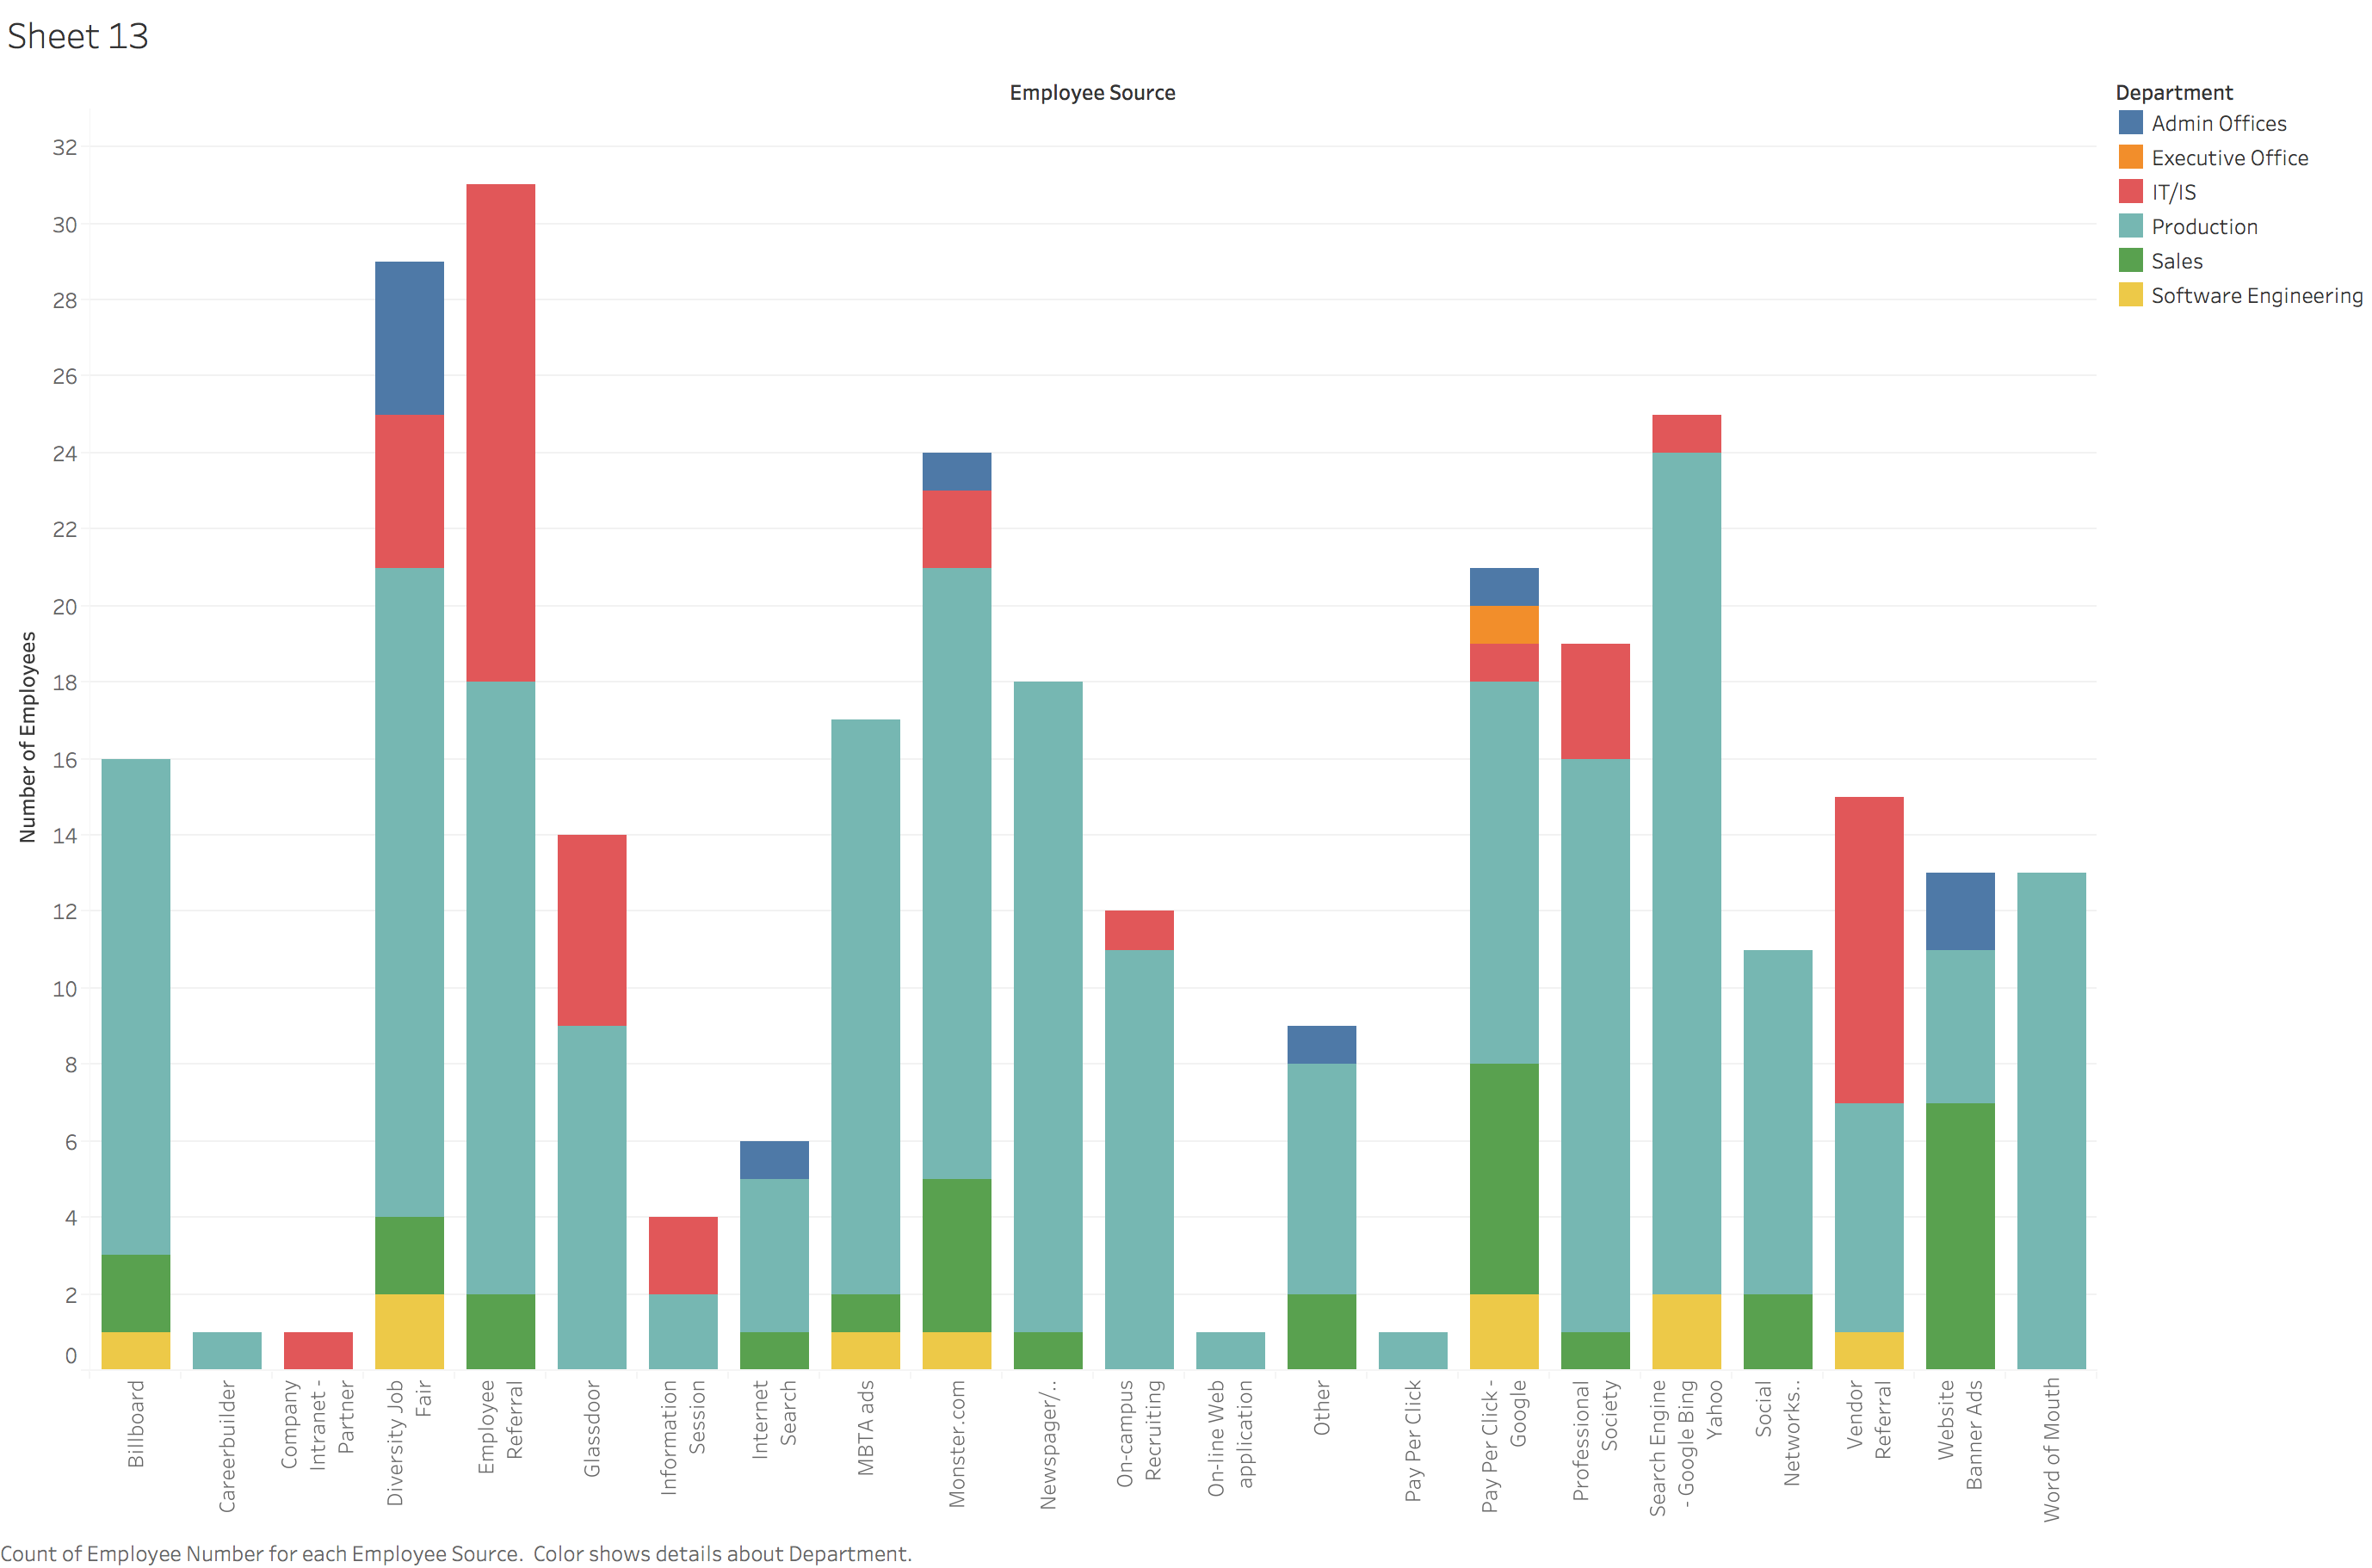 Sheet 13
Employee Source
Department
Admin Offices
Executive Office
IT/IS
Production
Sales
Software Engineering
Number of Employees
32
30
28
26
24
22
20
18
16
14
12
10
8
6
4
2
0
Billboard
Careerbuilder
Company
Intranet -
Partner
Diversity Job
Fair
Employee
Referral
Glassdoor
Information
Session
Internet
Search
MBTA ads
Monster.com
Newspager/..
On-campus
Recruiting
On-line Web
application
Other
Pay Per Click
Pay Per Click -
Google
Professional
Society
Search Engine
- Google Bing
Yahoo
Social
Networks..
Vendor
Referral
Website
Banner Ads
Word of Mouth
Count of Employee Number for each Employee Source.  Color shows details about Department.